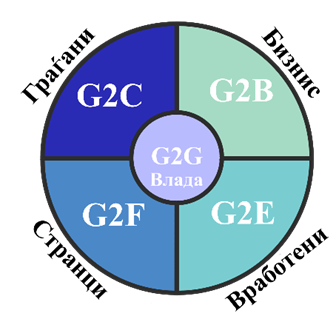 Граѓани
Бизнис
G2C
G2B
G2G
Влада
G2F
G2E
Странци
Вработени